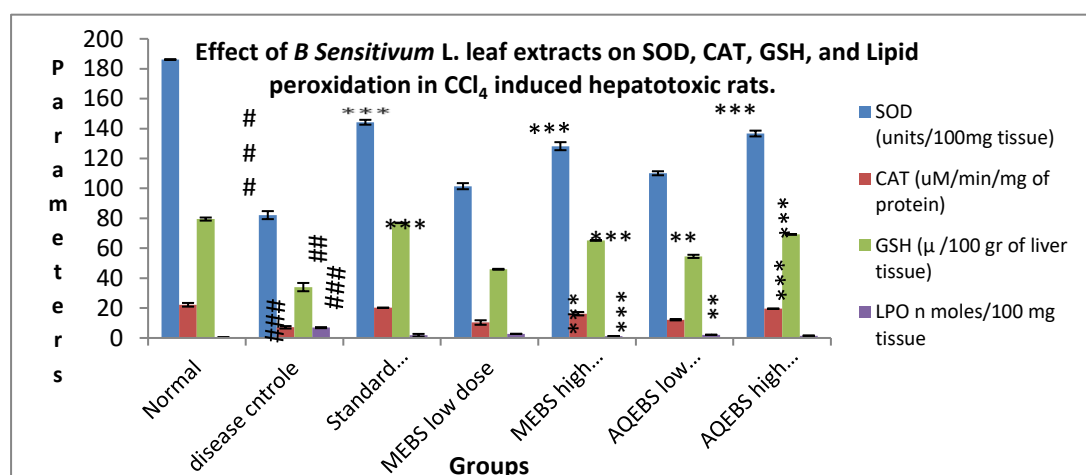 Effect of B Sensitivum L. leaf extracts on SOD, CAT, GSH, and Lipid
peroxidation in CCl₄ induced hepatotoxic rats.
Parameters
200
180
160
140
120
100
80
60
40
20
0
###
###
##
###
***
***
***
***
***
***
**
**
***
***
***
Normal
disease cntrole
Standard...
MEBS low dose
MEBS high...
AQEBS low...
AQEBS high...
Groups
SOD
(units/100mg tissue)
CAT (uM/min/mg of
protein)
GSH (µ /100 gr of liver
tissue)
LPO n moles/100 mg
tissue